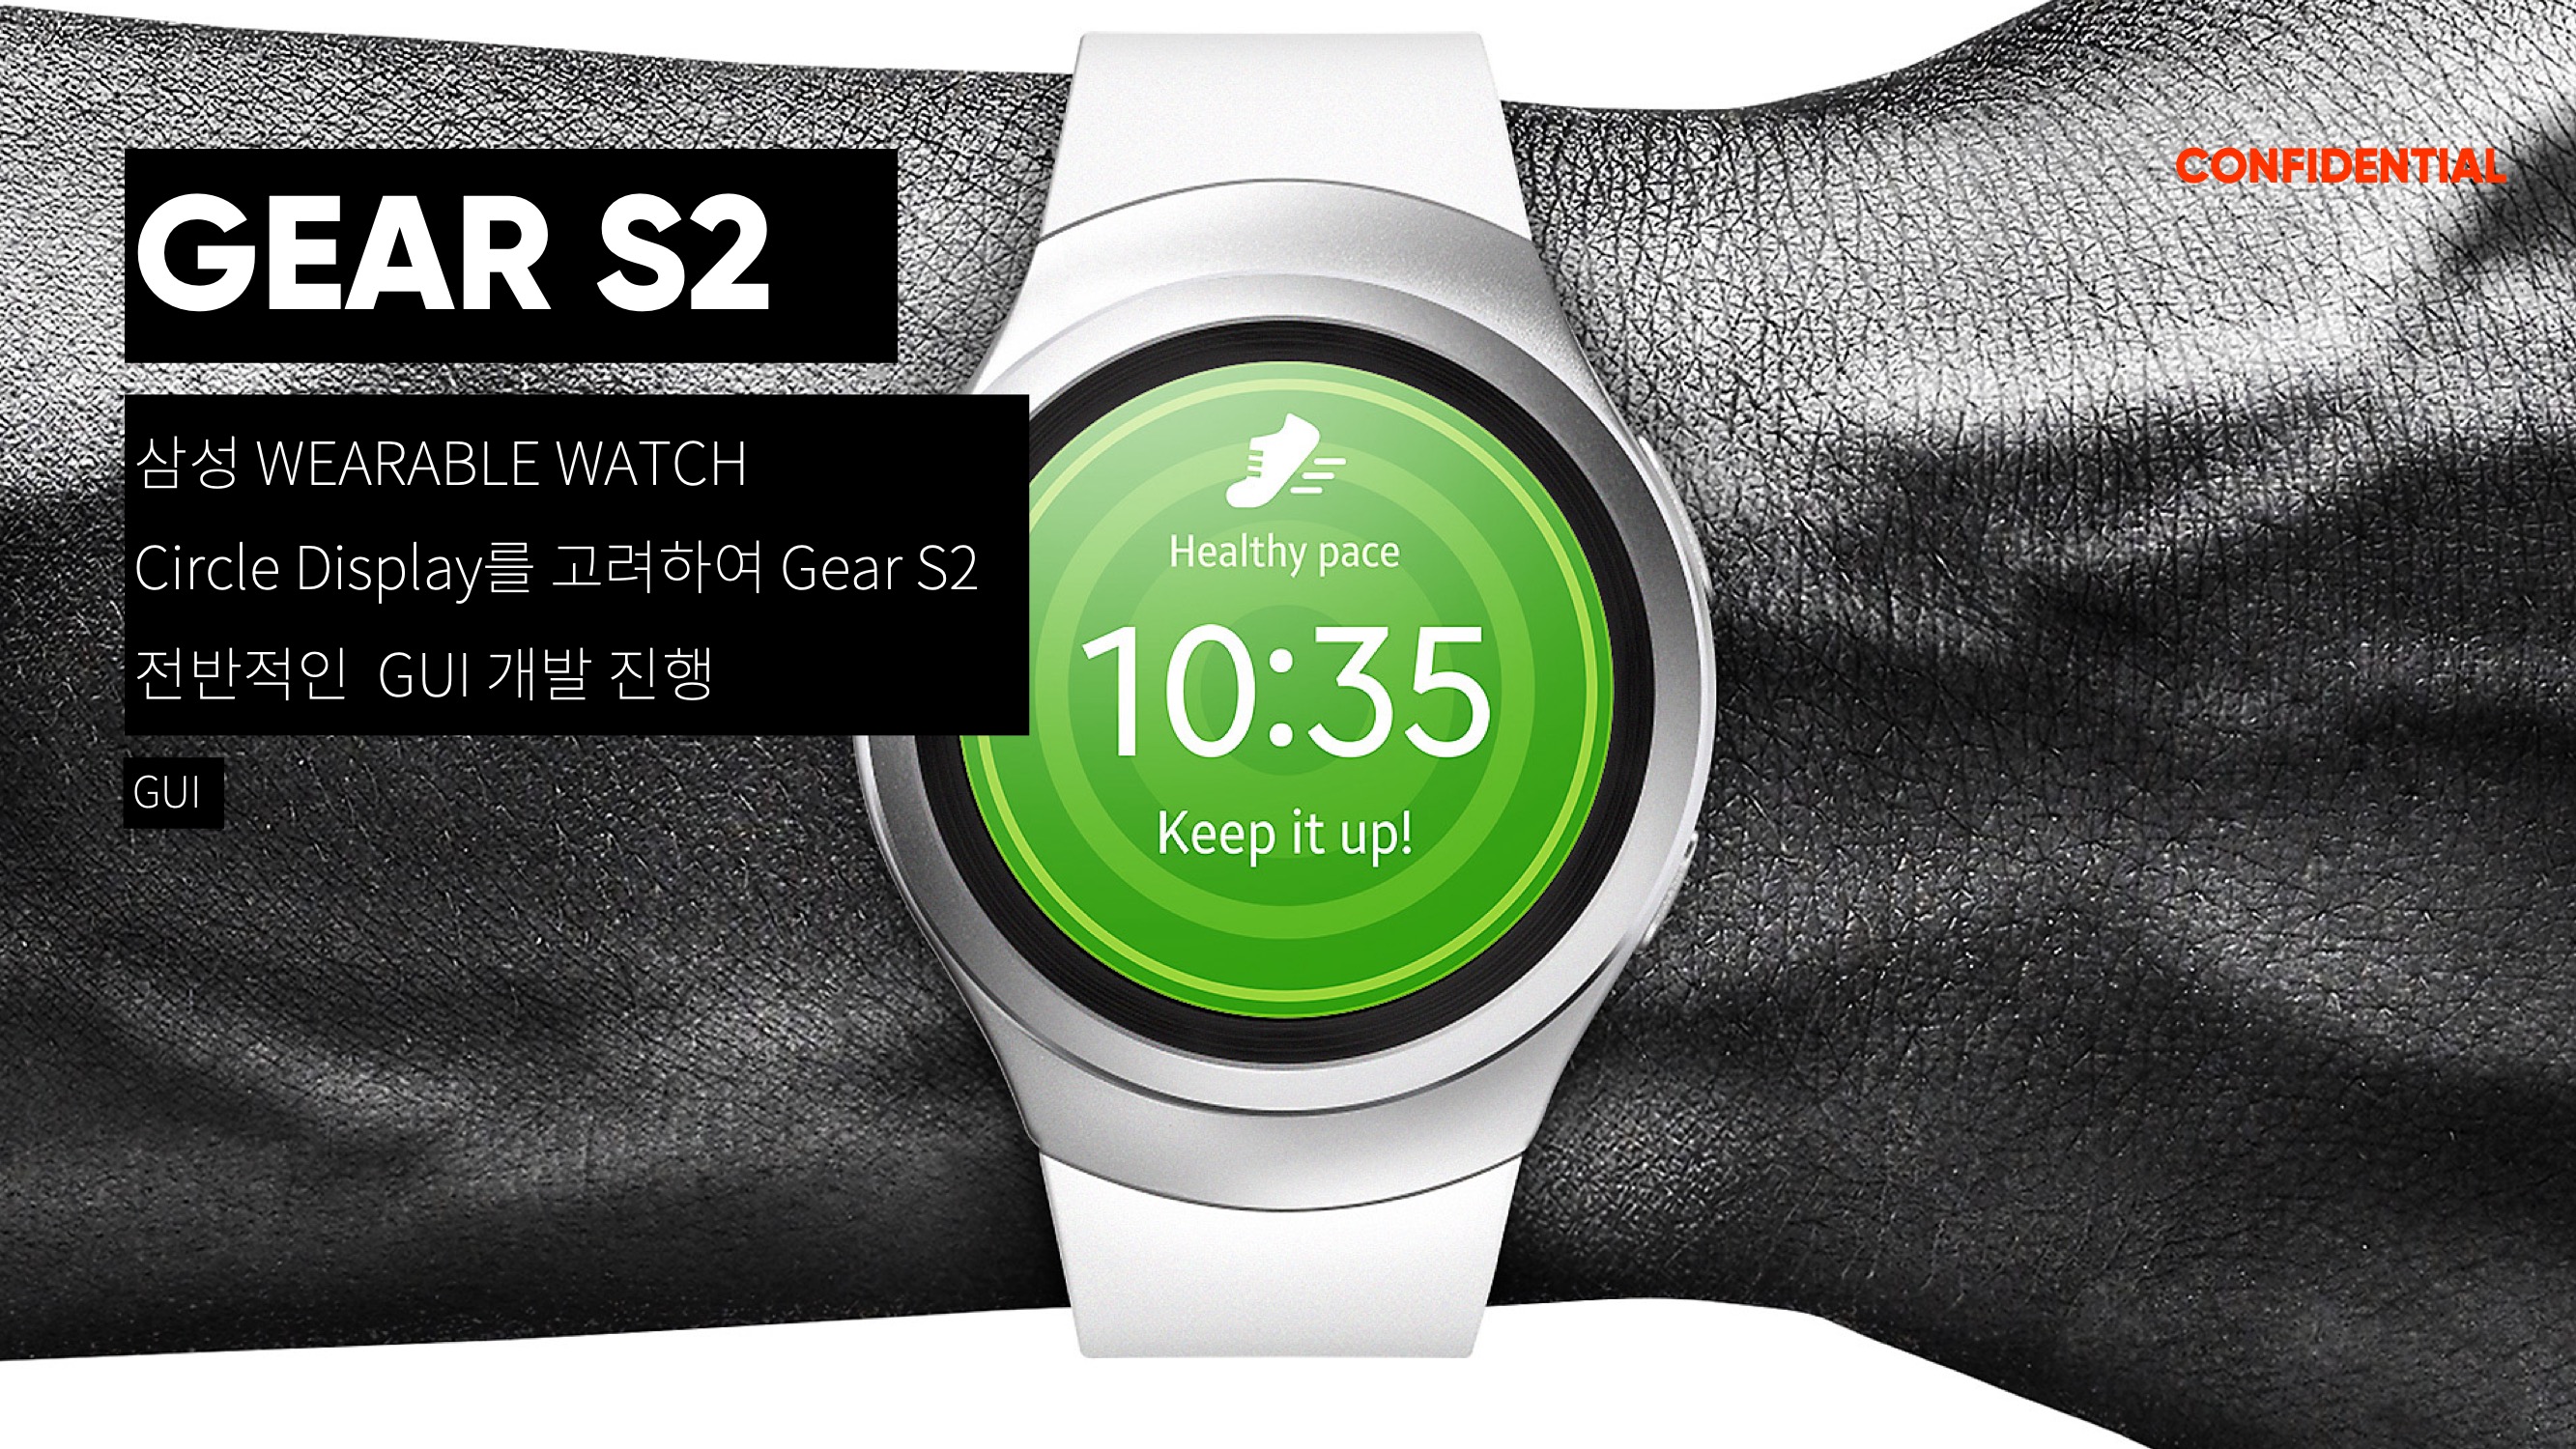 GEAR S2
CONFIDENTIAL
삼성 WEARABLE WATCH
Circle Display를 고려하여 Gear S2
전반적인 GUI 개발 진행
GUI
Healthy pace
10:35
Keep it up!